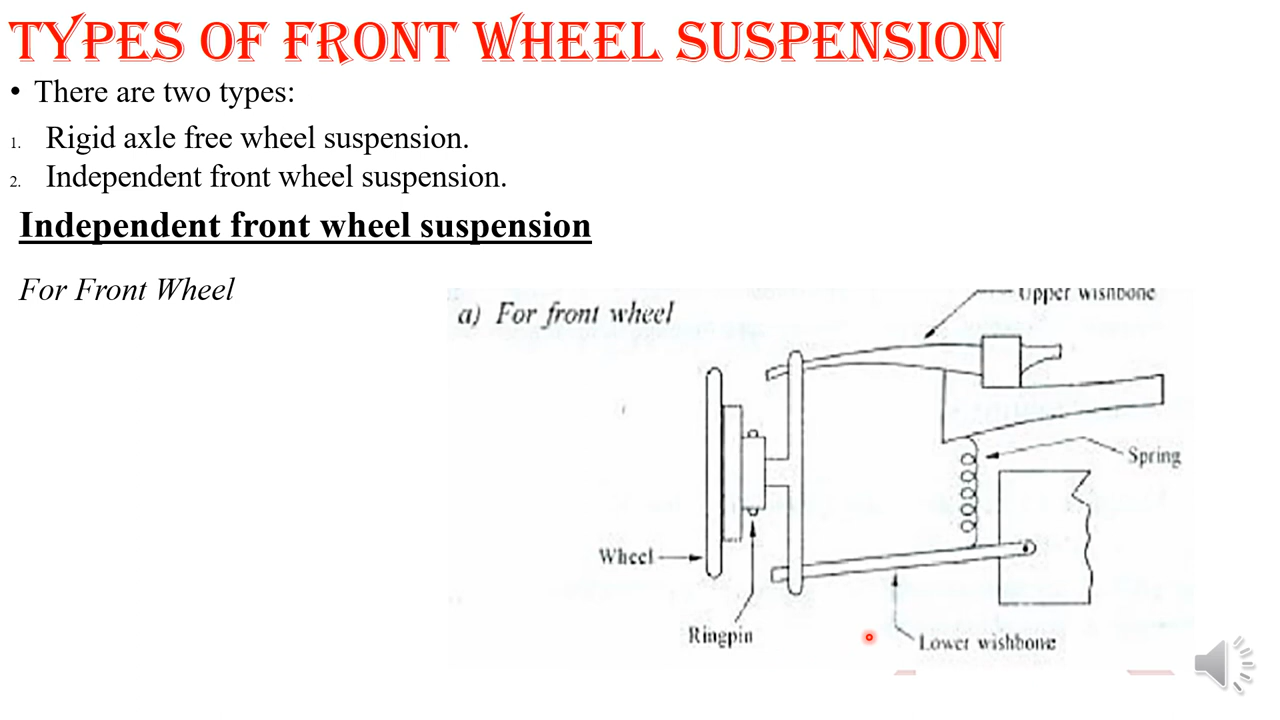 TYPES OF FRONT WHEEL SUSPENSION
• There are two types:
1. Rigid axle free wheel suspension.
2. Independent front wheel suspension.
Independent front wheel suspension
For Front Wheel
a) For front wheel
Upper wishbone
Spring
Wheel
Ringpin
Lower wishbone